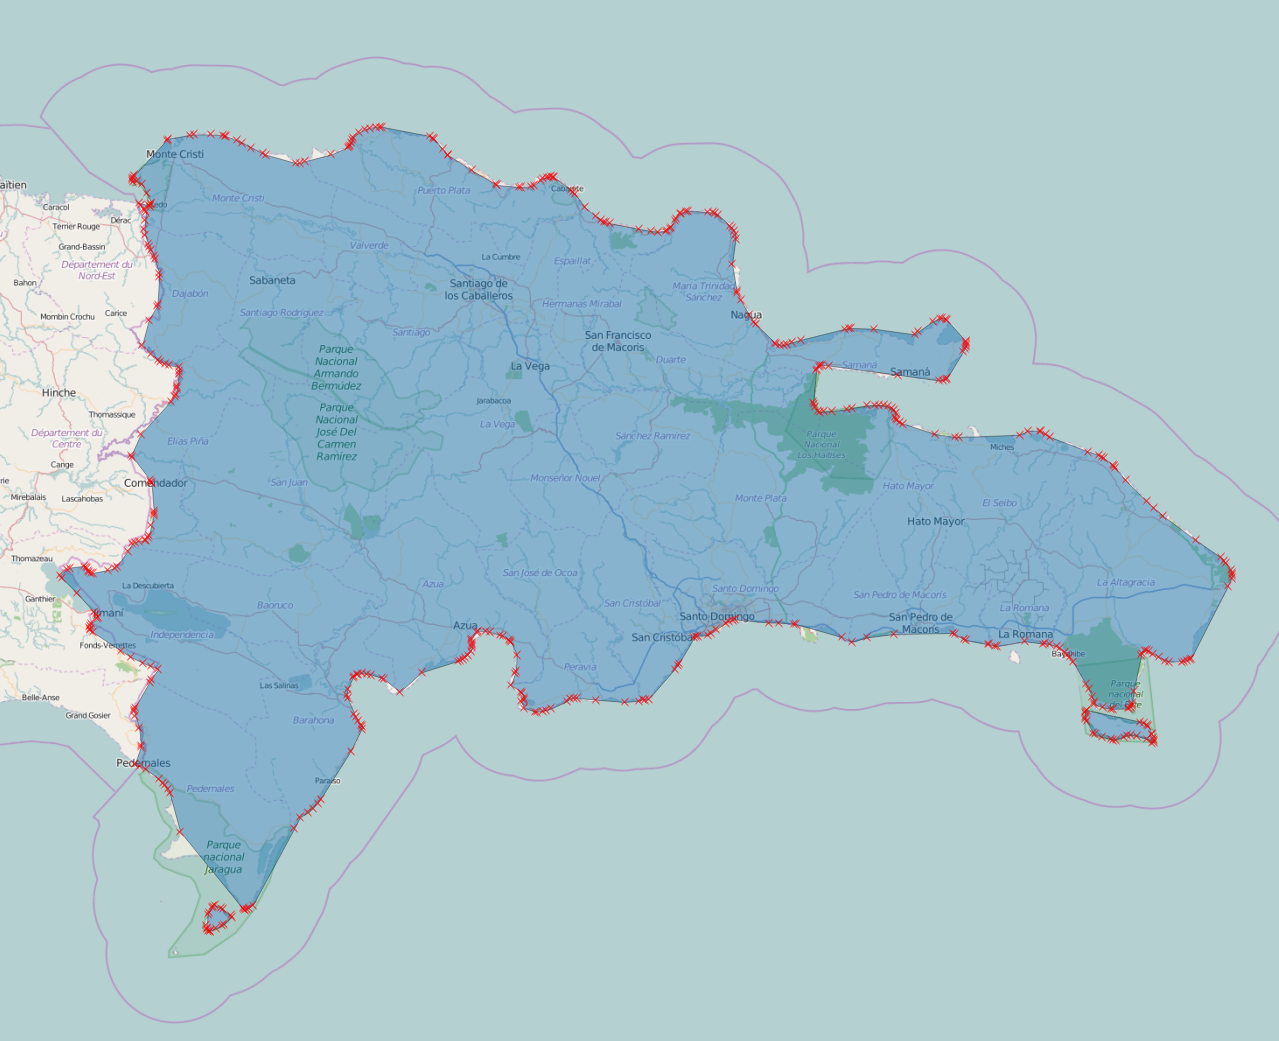 Monte Cristi
aïtien
Caracol
Terrier Rouge
Dérac
Grand-Bassin
Département du
Nord-Est
Bahon
Mombin Crochu
Carice
Hinche
Thomassique
Département du
Centre
Cange
Mirebalais
Lascahobas
Thomazeau
Ganthier
Fonds-Verrettes
Belle-Anse
Grand Gosier
Monte Cristi
Puerto Plata
Cabarete
Valverde
La Cumbre
Espaillat
Sabaneta
Santiago de
los Caballeros
Dajabón
María Trinidad
Sánchez
Hermanas Mirabal
Santiago Rodríguez
Santiago
Nagua
San Francisco
de Macorís
Parque
Nacional
Armando
Bermúdez
La Vega
Duarte
Samaná
Samaná
Parque
Nacional
José Del
Carmen
Ramírez
Jarabacoa
La Vega
Sánchez Ramírez
Parque
Nacional
Los Haitises
Elías Piña
Miches
Comendador
San Juan
Monseñor Nouel
Monte Plata
Hato Mayor
El Seibo
Hato Mayor
La Descubierta
Azua
San José de Ocoa
La Altagracia
Baoruco
San Cristóbal
Santo Domingo
San Pedro de Macorís
La Romana
Santo Domingo
San Pedro de
Macorís
Independencia
Azua
San Cristóbal
La Romana
Bayahibe
Peravia
Las Salinas
Barahona
Parque
nacional
del Este
Pedernales
Paraiso
Pedernales
Parque
nacional
Jaragua